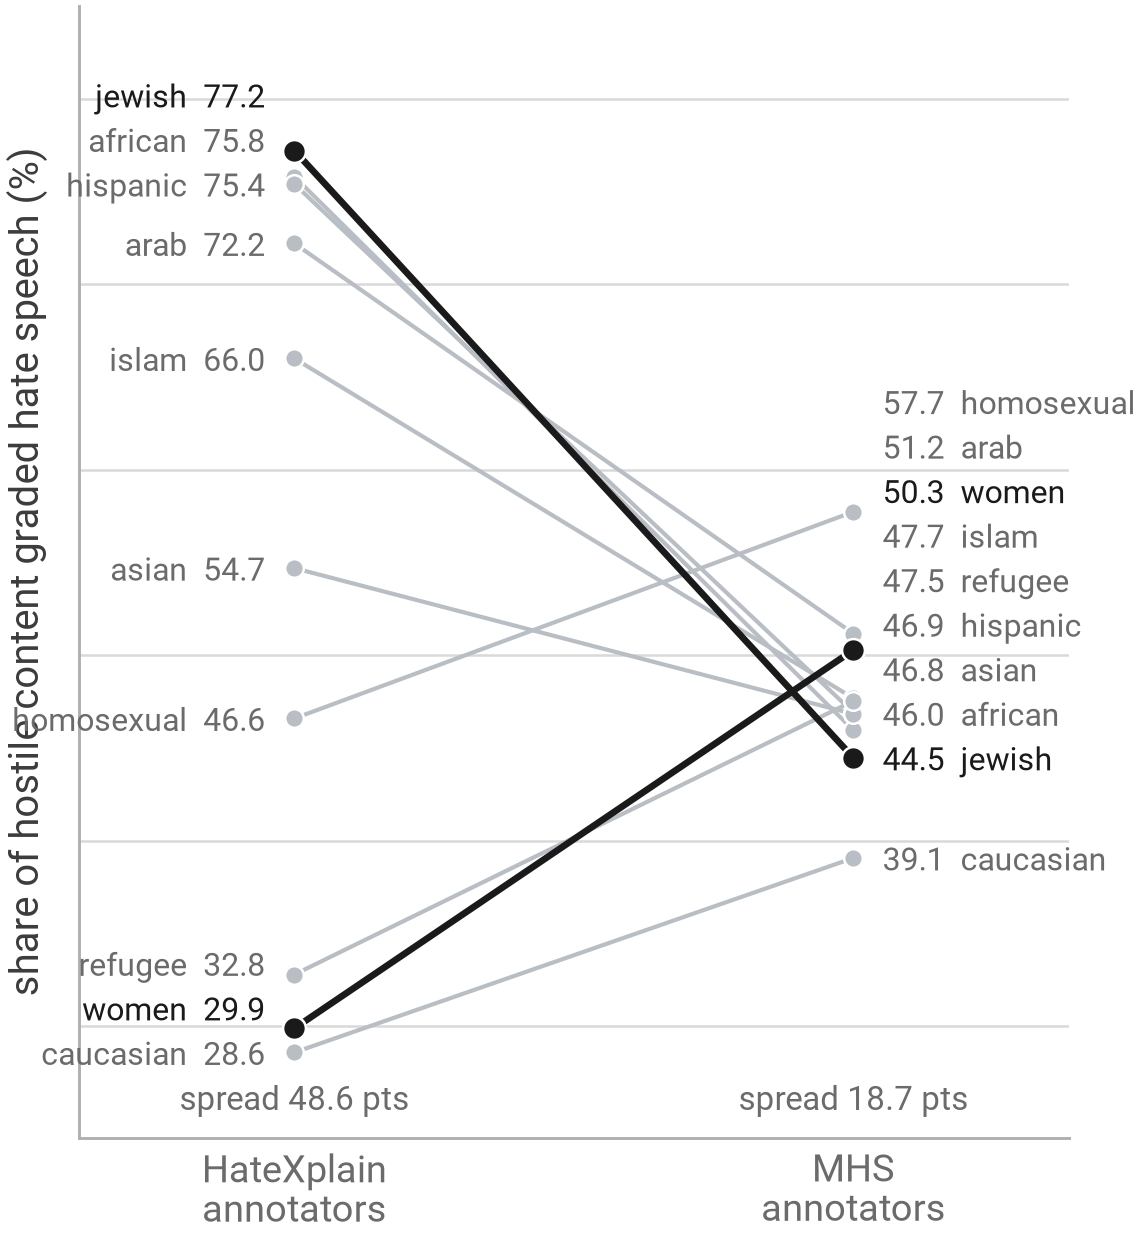 share of hostile content graded hate speech (%)
jewish 77.2
african 75.8
hispanic 75.4
arab 72.2
islam 66.0
asian 54.7
homosexual 46.6
refugee 32.8
women 29.9
caucasian 28.6
spread 48.6 pts
57.7 homosexual
51.2 arab
50.3 women
47.7 islam
47.5 refugee
46.9 hispanic
46.8 asian
46.0 african
44.5 jewish
39.1 caucasian
spread 18.7 pts
HateXplain
annotators
MHS
annotators